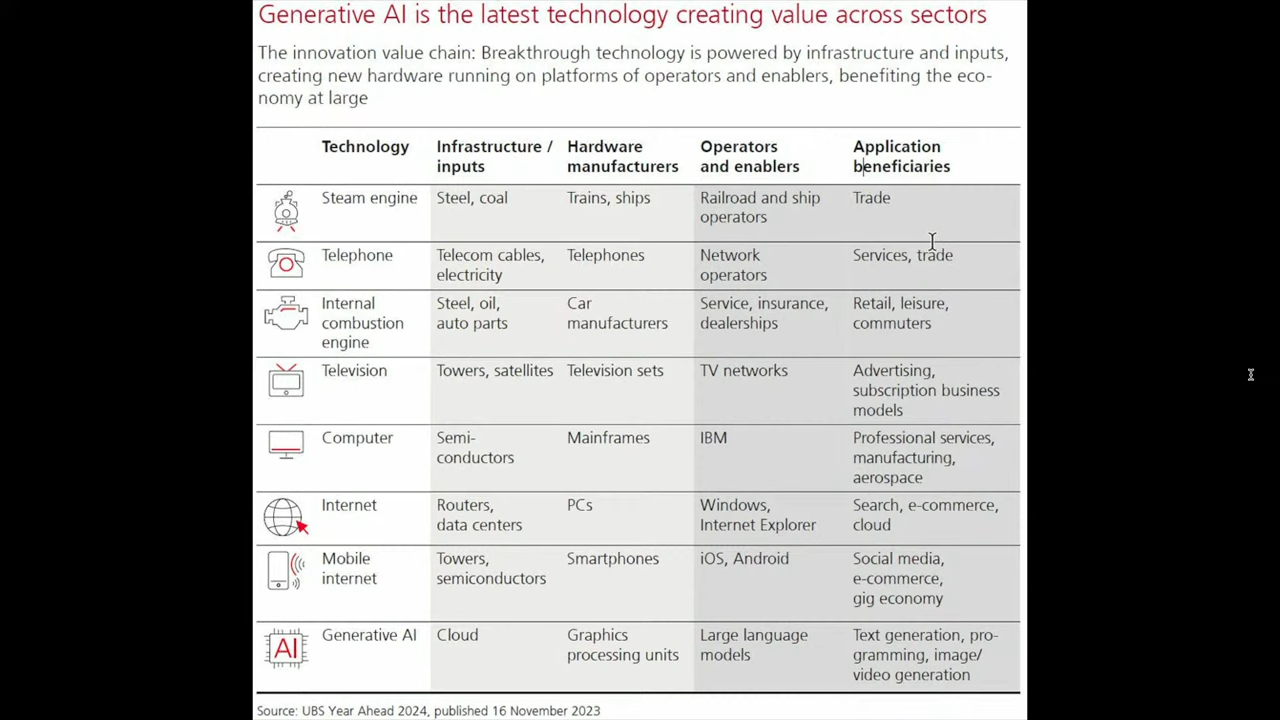 Generative AI is the latest technology creating value across sectors
The innovation value chain: Breakthrough technology is powered by infrastructure and inputs,
creating new hardware running on platforms of operators and enablers, benefiting the eco-
nomy at large
Technology
Infrastructure /
inputs
Hardware
manufacturers
Operators
and enablers
Application
beneficiaries
Steam engine
Steel, coal
Trains, ships
Railroad and ship
operators
Trade
Telephone
Telecom cables,
electricity
Telephones
Network
operators
Services, trade
Internal
combustion
engine
Steel, oil,
auto parts
Car
manufacturers
Service, insurance,
dealerships
Retail, leisure,
commuters
Television
Towers, satellites
Television sets
TV networks
Advertising,
subscription business
models
Computer
Semi-
conductors
Mainframes
IBM
Professional services,
manufacturing,
aerospace
Internet
Routers,
data centers
PCs
Windows,
Internet Explorer
Search, e-commerce,
cloud
Mobile
internet
Towers,
semiconductors
Smartphones
iOS, Android
Social media,
e-commerce,
gig economy
AI
Generative AI
Cloud
Graphics
processing units
Large language
models
Text generation, pro-
gramming, image/
video generation
Source: UBS Year Ahead 2024, published 16 November 2023